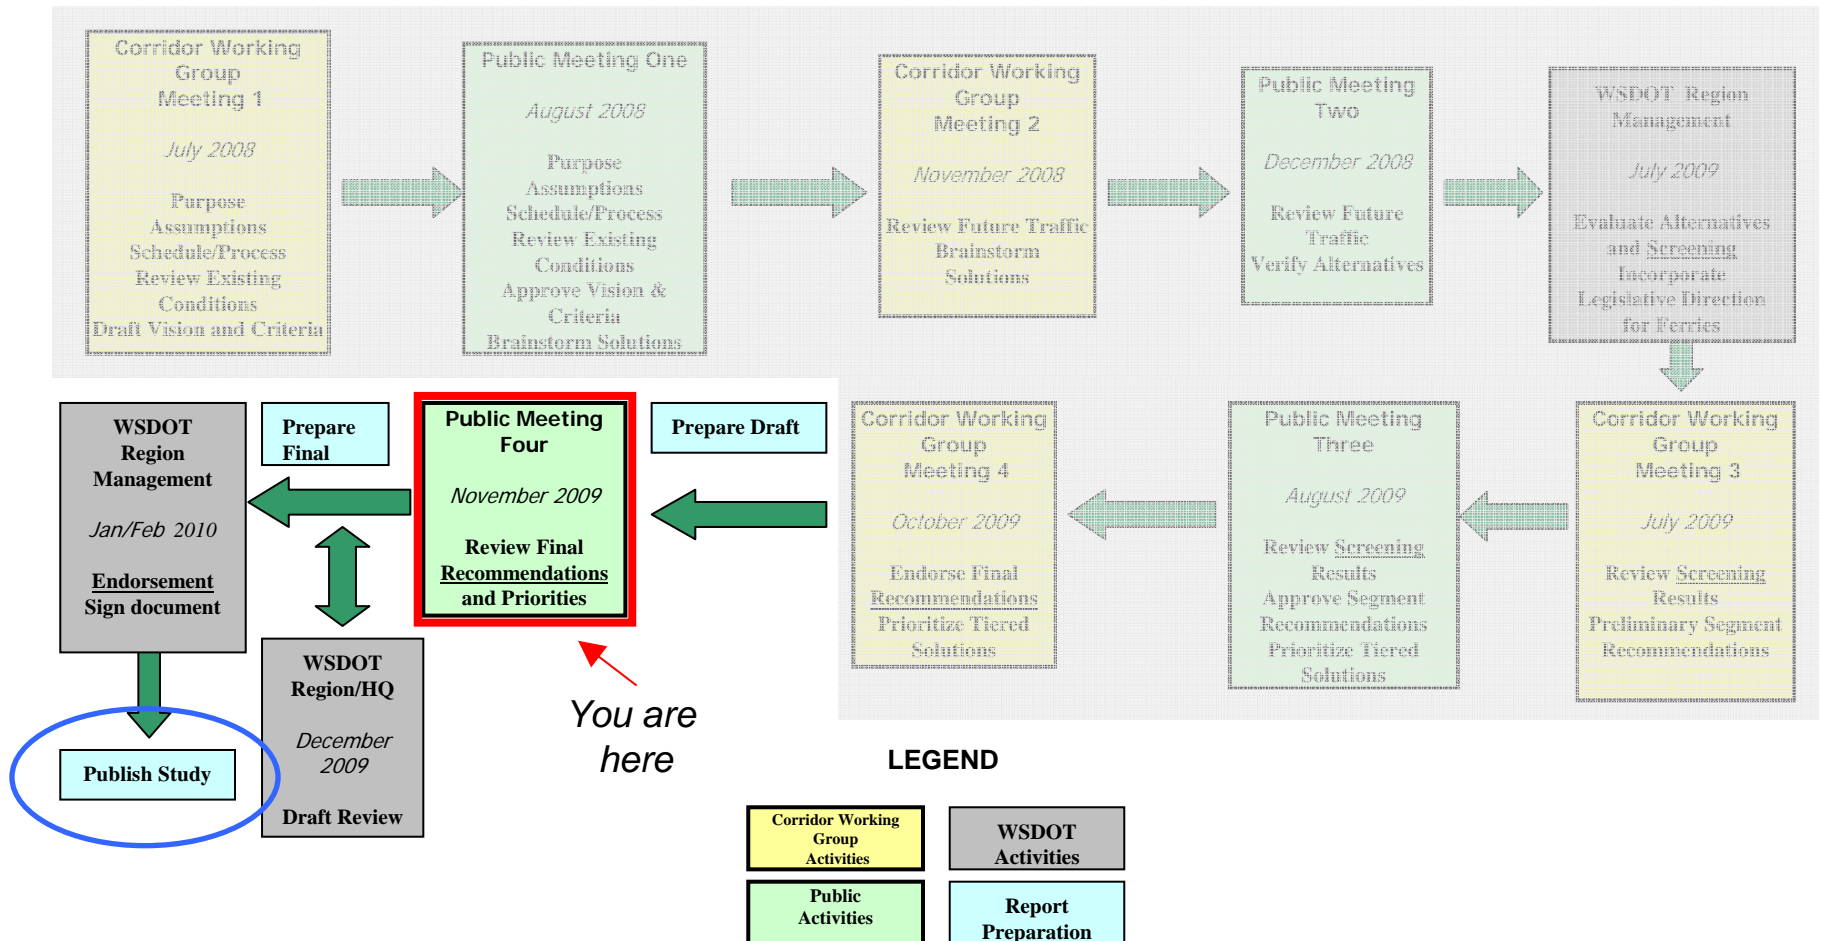 Corridor Working
Group
Meeting 1
July 2008
Purpose
Assumptions
Schedule/Process
Review Existing
Conditions
Draft Vision and Criteria
Public Meeting One
August 2008
Purpose
Assumptions
Schedule/Process
Review Existing
Conditions
Approve Vision &
Criteria
Brainstorm Solutions
Corridor Working
Group
Meeting 2
November 2008
Review Future Traffic
Brainstorm
Solutions
Public Meeting
Two
December 2008
Review Future
Traffic
Verify Alternatives
WSDOT Region
Management
July 2009
Evaluate Alternatives
and Screening
Incorporate
Legislative Direction
for Ferries
WSDOT
Region
Management
Jan/Feb 2010
Endorsement
Sign document
Prepare
Final
Public Meeting
Four
November 2009
Review Final
Recommendations
and Priorities
Prepare Draft
Corridor Working
Group
Meeting 4
October 2009
Endorse Final
Recommendations
Prioritize Tiered
Solutions
Public Meeting
Three
August 2009
Review Screening
Results
Approve Segment
Recommendations
Prioritize Tiered
Solutions
Corridor Working
Group
Meeting 3
July 2009
Review Screening
Results
Preliminary Segment
Recommendations
WSDOT
Region/HQ
December
2009
Draft Review
Publish Study
You are
here
LEGEND
Corridor Working
Group
Activities
WSDOT
Activities
Public
Activities
Report
Preparation